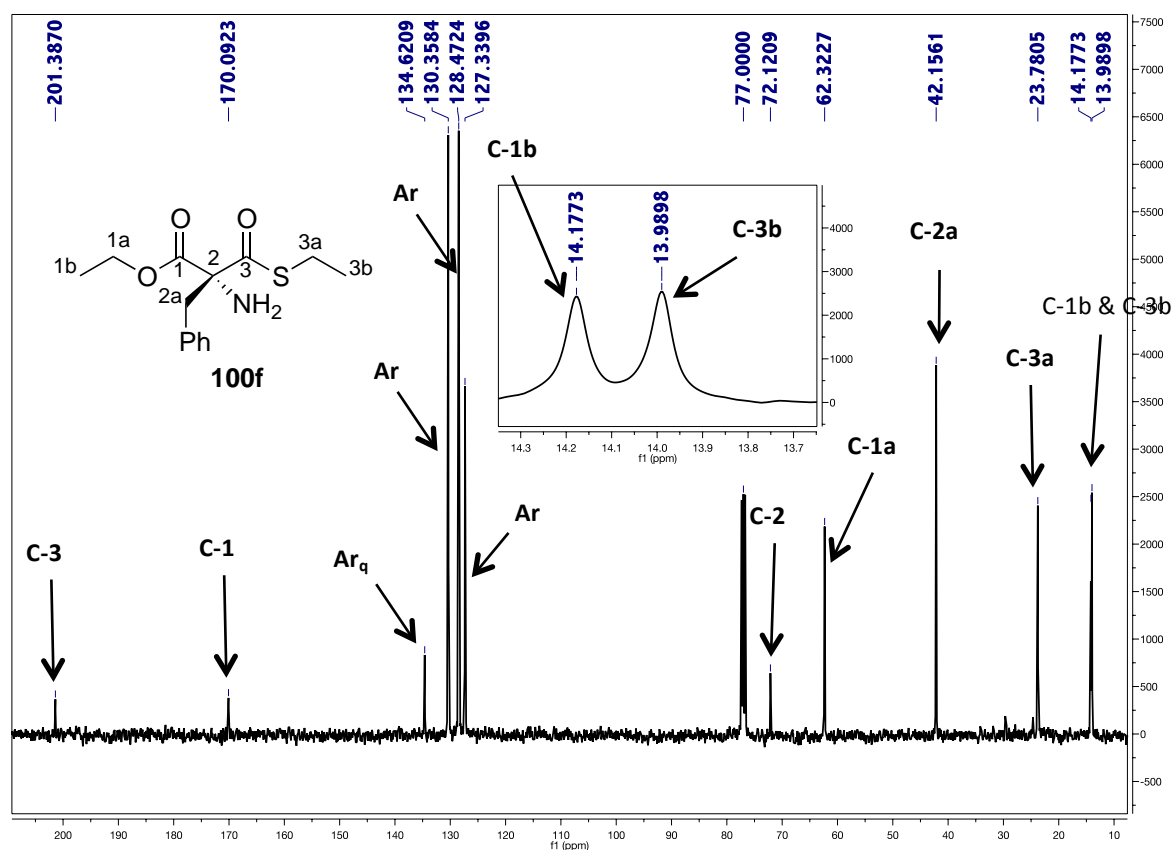 201.3870
170.0923
134.6209
130.3584
128.4724
127.3396
77.0000
72.1209
62.3227
42.1561
23.7805
14.1773
13.9898
7500
7000
6500
6000
5500
5000
4500
4000
3500
3000
2500
2000
1500
1000
500
0
-500
C-1b
14.1773
13.9898
C-3b
4000
3000
2000
1000
0
14.3
14.2
14.1
14.0
13.9
13.8
13.7
f1 (ppm)
Ar
Ar
Ar
Arq
C-3
C-1
C-2
C-1a
C-2a
C-3a
C-1b & C-3b
O
O
1a
1b
O
1
2
3
S
3a
3b
2a
NH2
Ph
100f
200
190
180
170
160
150
140
130
120
110
100
90
80
70
60
50
40
30
20
10
f1 (ppm)